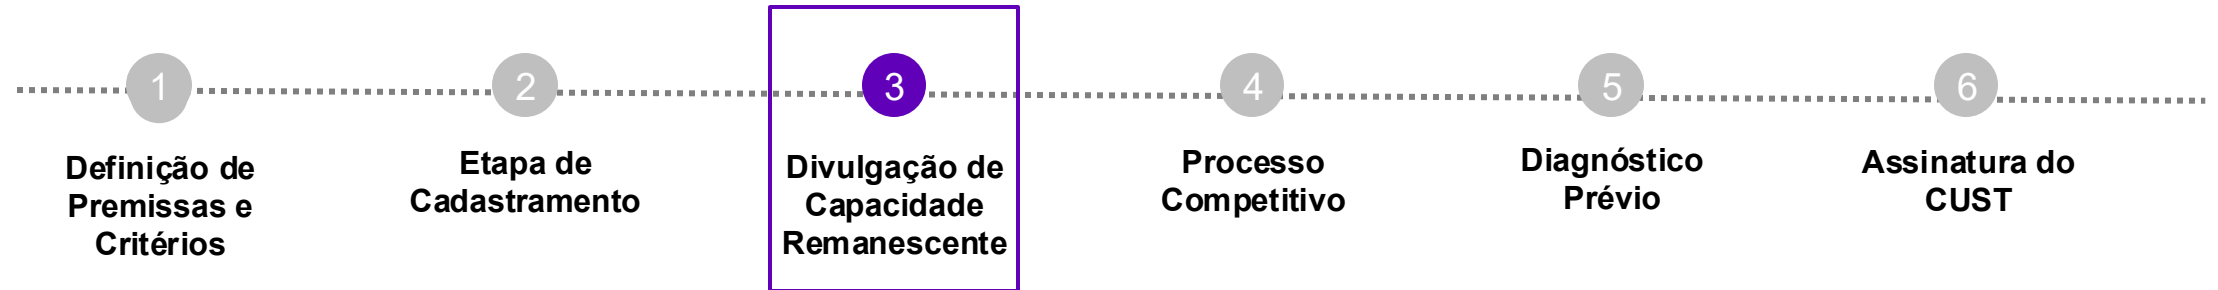 1
Definição de
Premissas e
Critérios
2
Etapa de
Cadastramento
3
Divulgação de
Capacidade
Remanescente
4
Processo
Competitivo
5
Diagnóstico
Prévio
6
Assinatura do
CUST